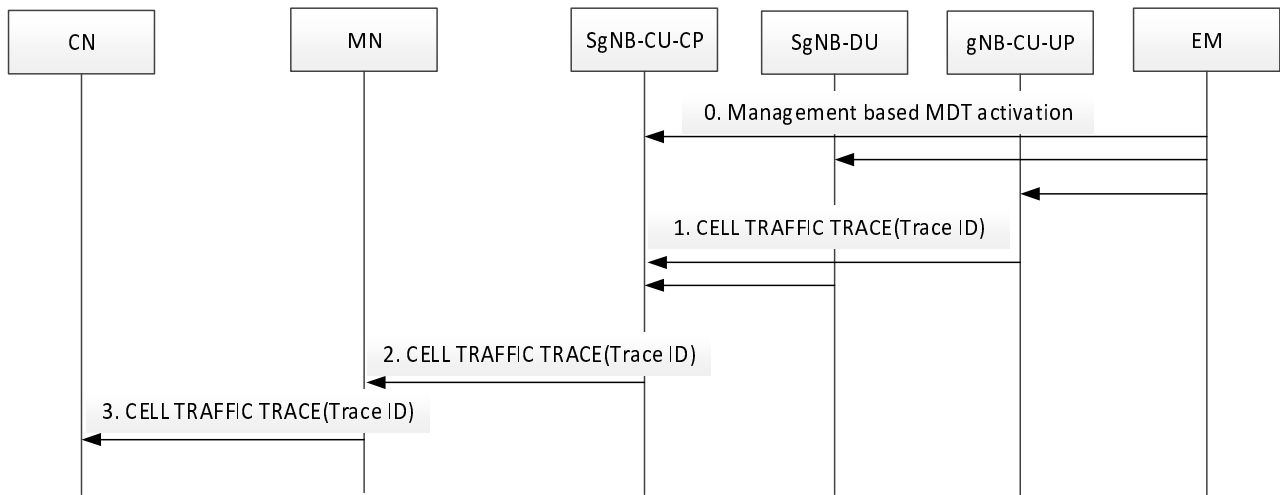 CN
MN
SgNB-CU-CP
SgNB-DU
gNB-CU-UP
EM
0. Management based MDT activation
1. CELL TRAFFIC TRACE(Trace ID)
2. CELL TRAFFIC TRACE(Trace ID)
3. CELL TRAFFIC TRACE(Trace ID)